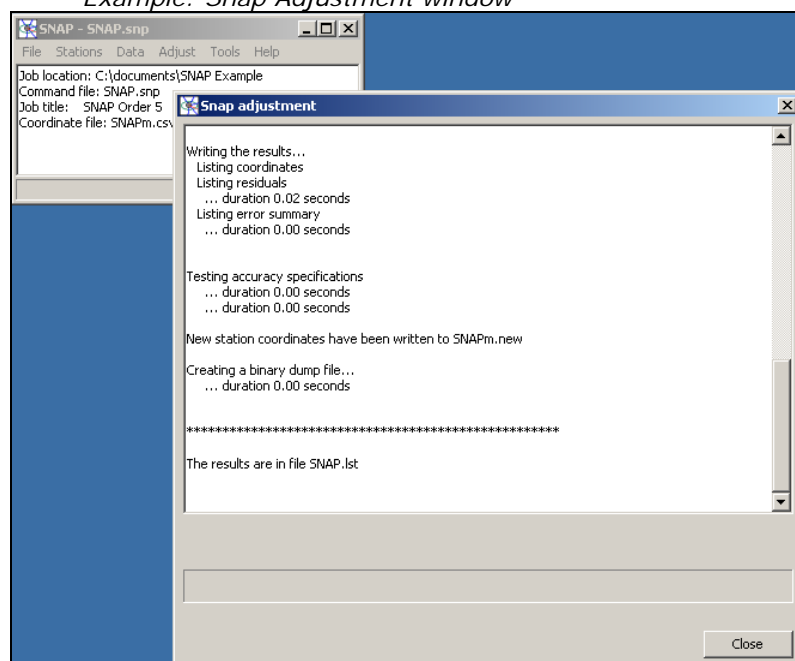 Example: Snap Adjustment window
SNAP - SNAP.snp
File Stations Data Adjust Tools Help
Job location: C:\documents\SNAP Example
Command file: SNAP.snp
Job title: SNAP Order 5
Coordinate file: SNAPm.csv
Snap adjustment
Writing the results...
Listing coordinates
Listing residuals
... duration 0.02 seconds
Listing error summary
... duration 0.00 seconds
Testing accuracy specifications
... duration 0.00 seconds
... duration 0.00 seconds
New station coordinates have been written to SNAPm.new
Creating a binary dump file...
... duration 0.00 seconds
****************************************************
The results are in file SNAP.lst
Close